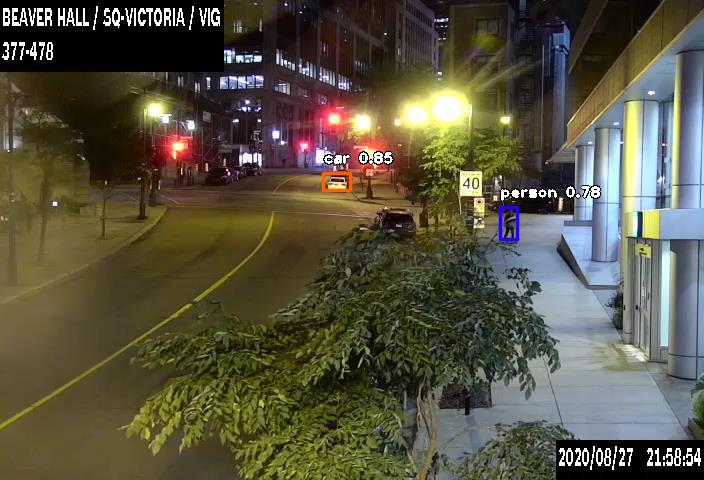 BEAVER HALL / SQ-VICTORIA / VIG
377-478
car 0.85
40
person 0.78
2020/08/27 21:58:54